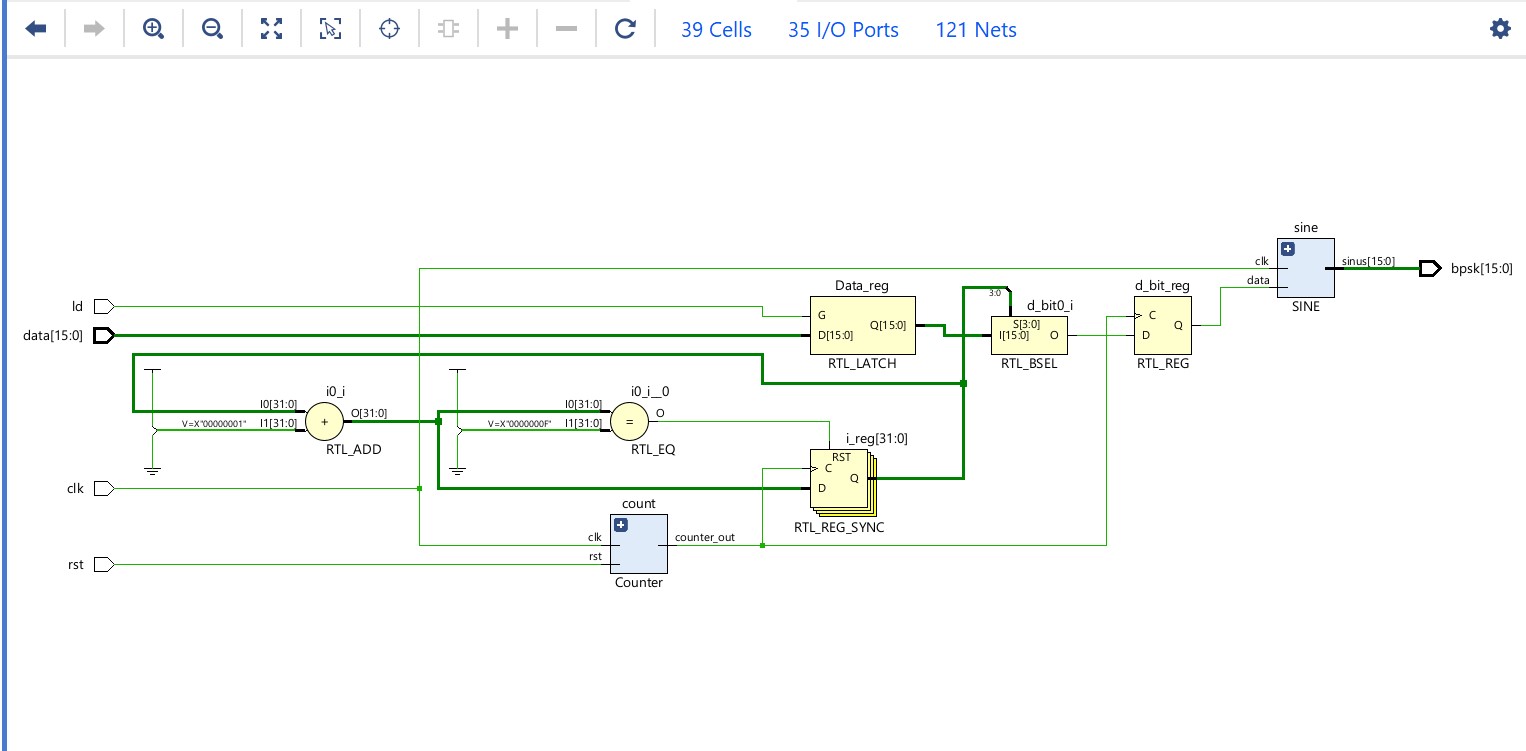 39 Cells 35 I/O Ports 121 Nets
sine
clk sinus[15:0] bpsk[15:0]
data
SINE
ld
data[15:0]
Data_reg
G
D[15:0] Q[15:0]
RTL_LATCH
3:0
d_bit0_i
S[3:0]
I[15:0] O
RTL_BSEL
d_bit_reg
C
D Q
RTL_REG
i0_i
I0[31:0]
V=X"00000001" I1[31:0] + O[31:0]
RTL_ADD
i0_i__0
I0[31:0]
V=X"0000000F" I1[31:0] = O
RTL_EQ
i_reg[31:0]
RST
C
Q
D
RTL_REG_SYNC
clk
rst
count
clk counter_out
rst
Counter